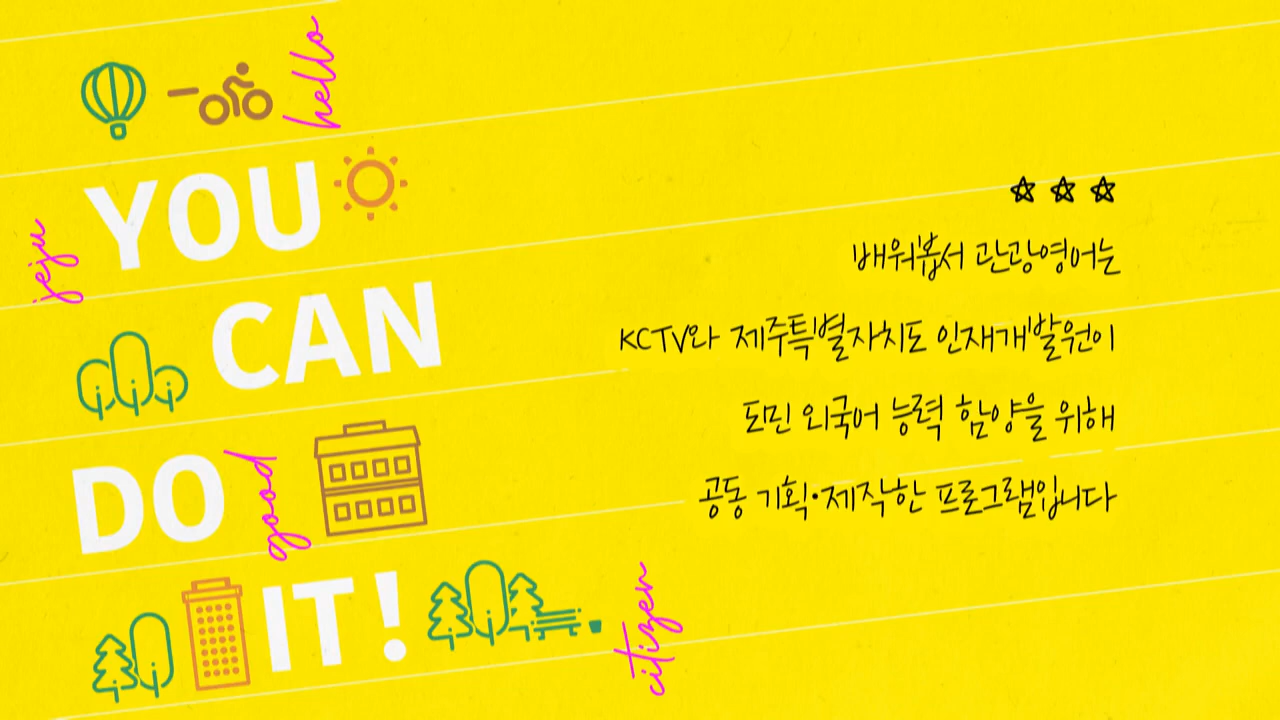 hello
YOU
jeju
CAN
DO
good
IT!
citizen
배워봅서 관광영어는
KCTV와 제주특별자치도 인재개발원이
도민 외국어 능력 함양을 위해
공동 기획·제작한 프로그램입니다